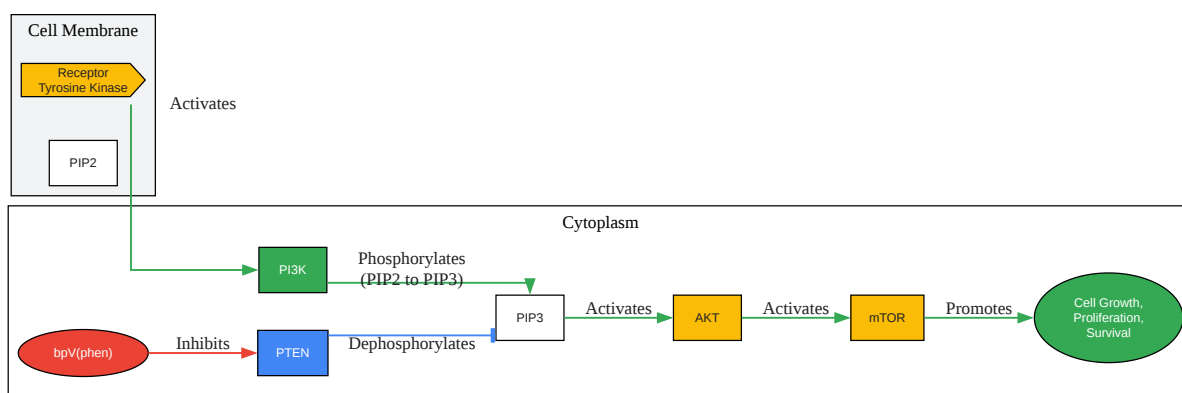 Cell Membrane
Receptor
Tyrosine Kinase
Activates
PIP2
Cytoplasm
PI3K
Phosphorylates
(PIP2 to PIP3)
PIP3
Activates
AKT
Activates
mTOR
Promotes
Cell Growth,
Proliferation,
Survival
bpV(phen)
Inhibits
PTEN
Dephosphorylates